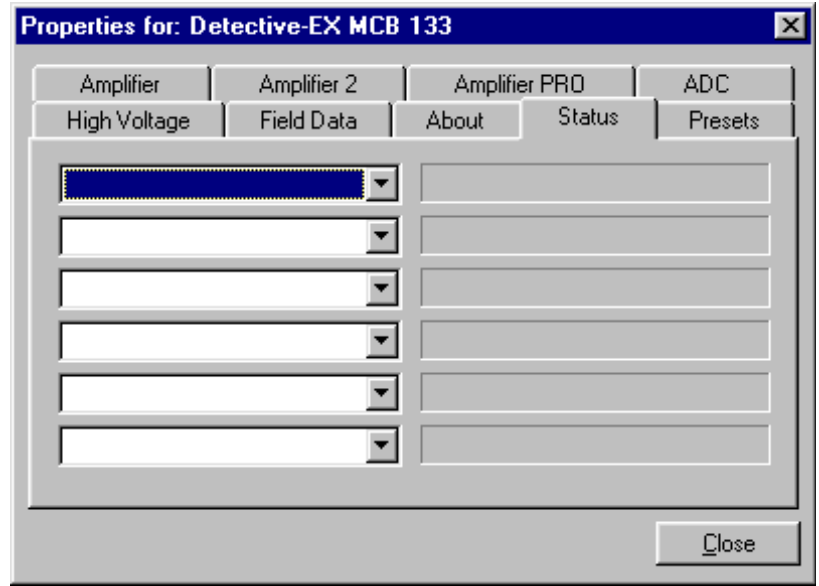 Properties for: Detective-EX MCB 133
Amplifier Amplifier 2 Amplifier PRO ADC
High Voltage Field Data About Status Presets
Close